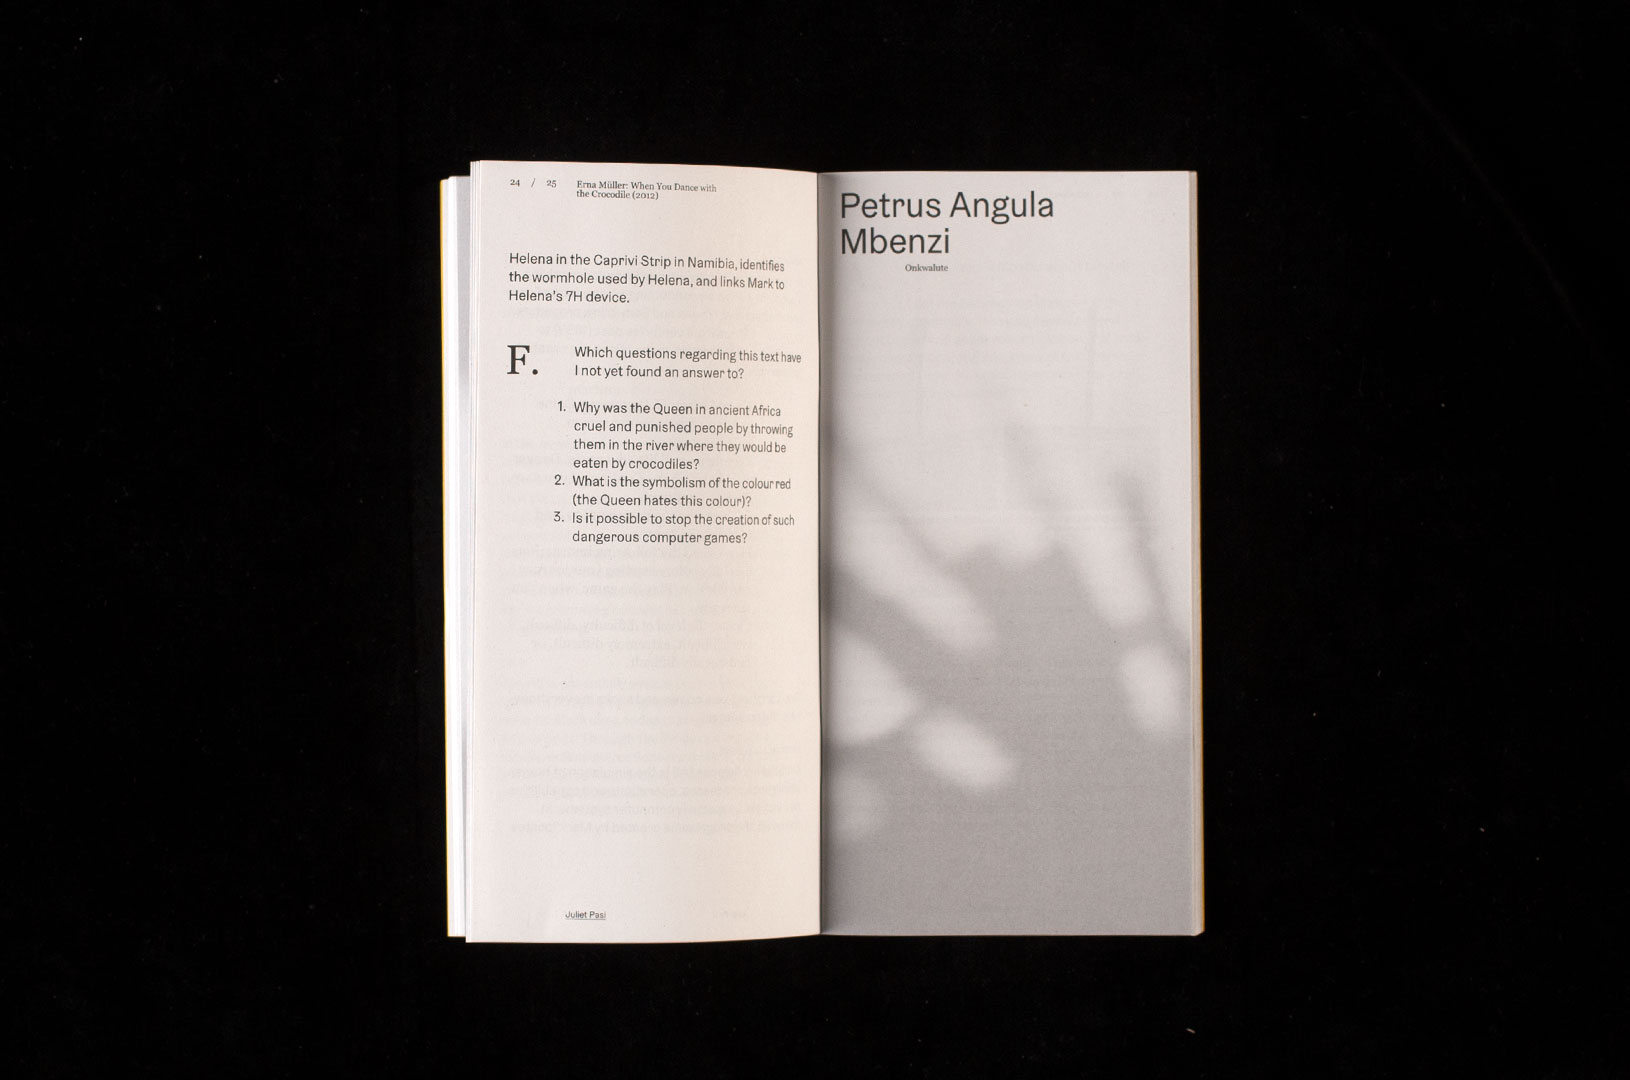 24 / 25 Erna Müller: When You Dance with
the Crocodile (2012)
Helena in the Caprivi Strip in Namibia, identifies
the wormhole used by Helena, and links Mark to
Helena's 7H device.
F. Which questions regarding this text have
I not yet found an answer to?
1. Why was the Queen in ancient Africa
cruel and punished people by throwing
them in the river where they would be
eaten by crocodiles?
2. What is the symbolism of the colour red
(the Queen hates this colour)?
3. Is it possible to stop the creation of such
dangerous computer games?
Juliet Pasi
Petrus Angula
Mbenzi
Onkwalute